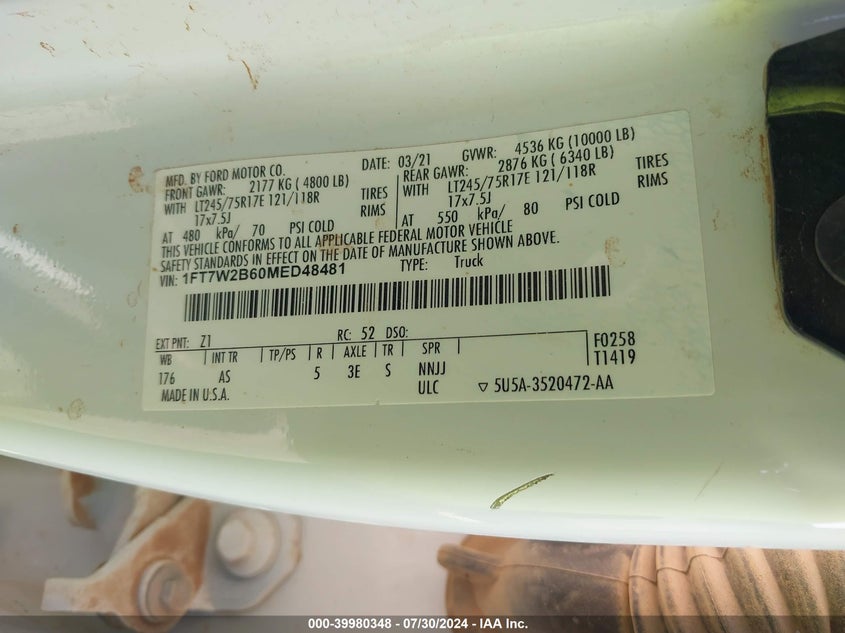 MFD. BY FORD MOTOR CO.
DATE: 03/21
GVWR: 4536 KG (10000 LB)
FRONT GAWR: 2177 KG ( 4800 LB)
REAR GAWR: 2876 KG ( 6340 LB)
WITH LT245/75R17E 121/118R TIRES
WITH LT245/75R17E 121/118R TIRES
17x7.5J RIMS
17x7.5J RIMS
AT 480 kPa/ 70 PSI COLD
AT 550 kPa/ 80 PSI COLD
THIS VEHICLE CONFORMS TO ALL APPLICABLE FEDERAL MOTOR VEHICLE
SAFETY STANDARDS IN EFFECT ON THE DATE OF MANUFACTURE SHOWN ABOVE.
VIN: 1FT7W2B60MED48481
TYPE: Truck
EXT PNT: Z1 RC: 52 DSO:
F0258
WB INT TR TP/PS R AXLE TR SPR
T1419
176 AS 5 3E S NNJJ
MADE IN U.S.A. ULC ▽ 5U5A-3520472-AA
000-39980348 - 07/30/2024 - IAA Inc.